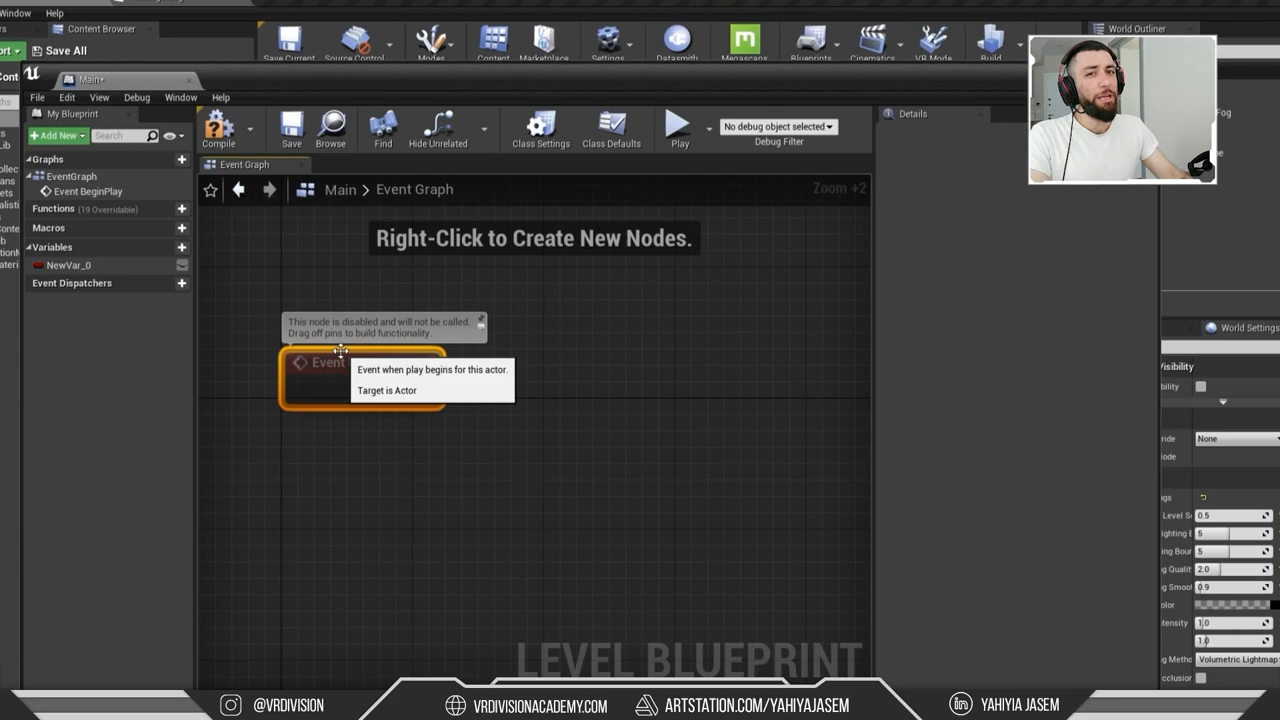 Window Help
Content Browser
World Outliner
Save All
Save Current
Source Control
Modes
Content
Marketplace
Settings
Datasmith
Megascans
Blueprints
Cinematics
VR Mode
Build
Main*
File Edit View Debug Window Help
My Blueprint
Add New
Search
Compile
Save
Browse
Find
Hide Unrelated
Class Settings
Class Defaults
Play
No debug object selected
Debug Filter
Details
Graphs
EventGraph
Event BeginPlay
Functions (19 Overridable)
Macros
Variables
NewVar_0
Event Dispatchers
Event Graph
Main > Event Graph
Zoom +2
Right-Click to Create New Nodes.
This node is disabled and will not be called.
Drag off pins to build functionality.
Event
Event when play begins for this actor.
Target is Actor
LEVEL BLUEPRINT
Fog
World Settings
Visibility
None
0.5
5
5
2.0
0.9
1.0
1.0
Volumetric Lightmap
@VRDIVISION
VRDIVISIONACADEMY.COM
ARTSTATION.COM/YAHIYAJASEM
YAHIYIA JASEM